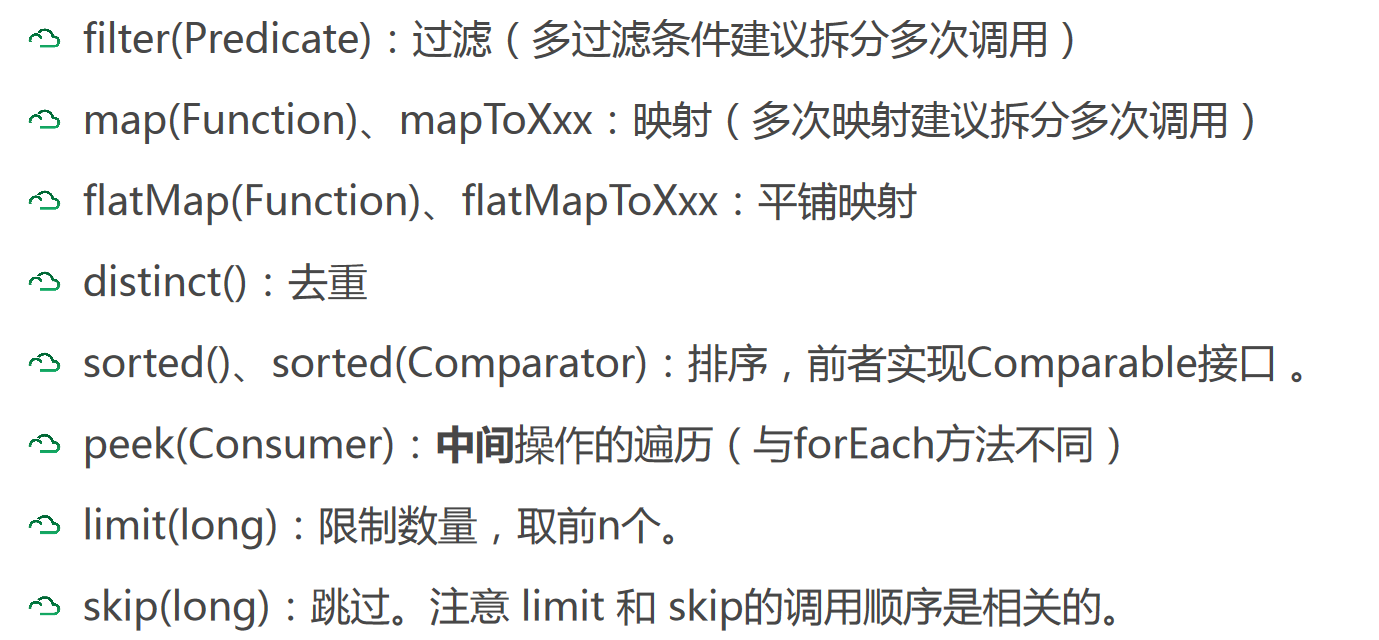 filter(Predicate)：过滤（多过滤条件建议拆分多次调用）
map(Function)、mapToXxx：映射（多次映射建议拆分多次调用）
flatMap(Function)、flatMapToXxx：平铺映射
distinct()：去重
sorted()、sorted(Comparator)：排序，前者实现Comparable接口 。
peek(Consumer)：中间操作的遍历（与forEach方法不同）
limit(long)：限制数量，取前n个。
skip(long)：跳过。注意 limit 和 skip的调用顺序是相关的。